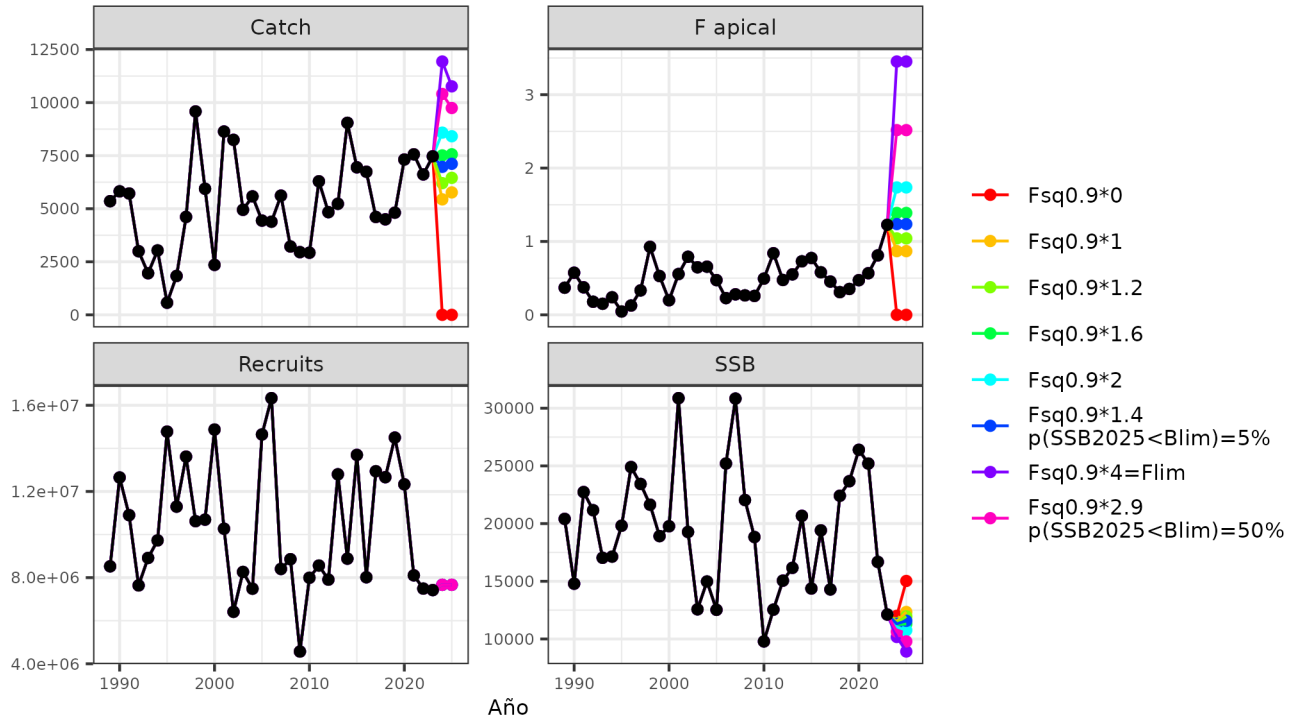 Catch
F apical
12500
10000
7500
5000
2500
0
3
2
1
0
Recruits
SSB
1.6e+07
1.2e+07
8.0e+06
4.0e+06
30000
25000
20000
15000
10000
1990
2000
2010
2020
1990
2000
2010
2020
Año
Fsq0.9*0
Fsq0.9*1
Fsq0.9*1.2
Fsq0.9*1.6
Fsq0.9*2
Fsq0.9*1.4
p(SSB2025<Blim)=5%
Fsq0.9*4=Flim
Fsq0.9*2.9
p(SSB2025<Blim)=50%